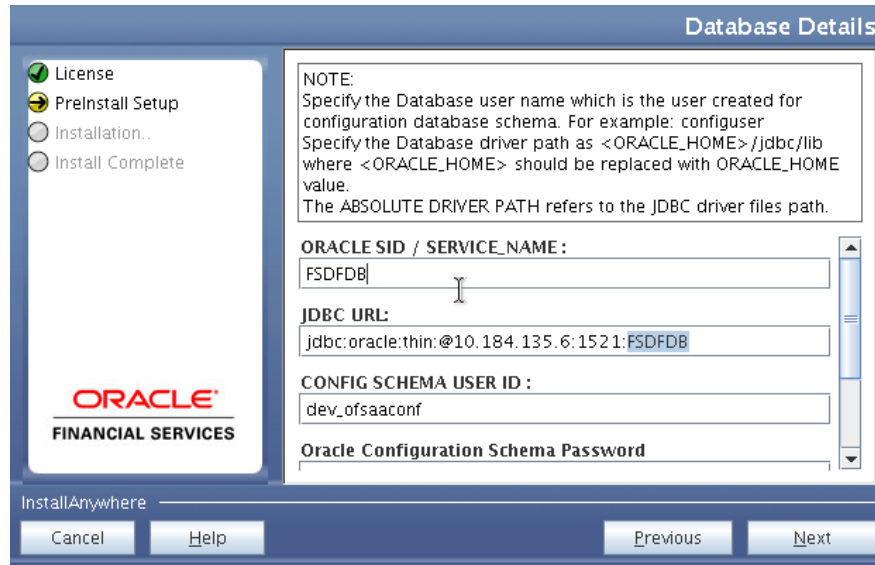 Database Details
License
PreInstall Setup
Installation..
Install Complete
ORACLE®
FINANCIAL SERVICES
NOTE:
Specify the Database user name which is the user created for
configuration database schema. For example: configuser
Specify the Database driver path as <ORACLE_HOME>/jdbc/lib
where <ORACLE_HOME> should be replaced with ORACLE_HOME
value.
The ABSOLUTE DRIVER PATH refers to the JDBC driver files path.
ORACLE SID / SERVICE_NAME :
FSDFDB
JDBC URL:
jdbc:oracle:thin:@10.184.135.6:1521:FSDFDB
CONFIG SCHEMA USER ID :
dev_ofsaaconf
Oracle Configuration Schema Password
InstallAnywhere
Cancel Help Previous Next